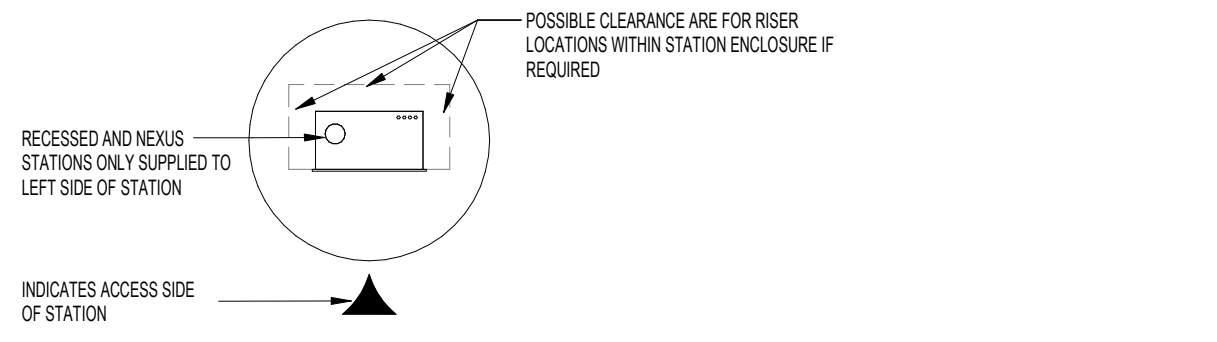 POSSIBLE CLEARANCE ARE FOR RISER
LOCATIONS WITHIN STATION ENCLOSURE IF
REQUIRED
RECESSED AND NEXUS
STATIONS ONLY SUPPLIED TO
LEFT SIDE OF STATION
INDICATES ACCESS SIDE
OF STATION